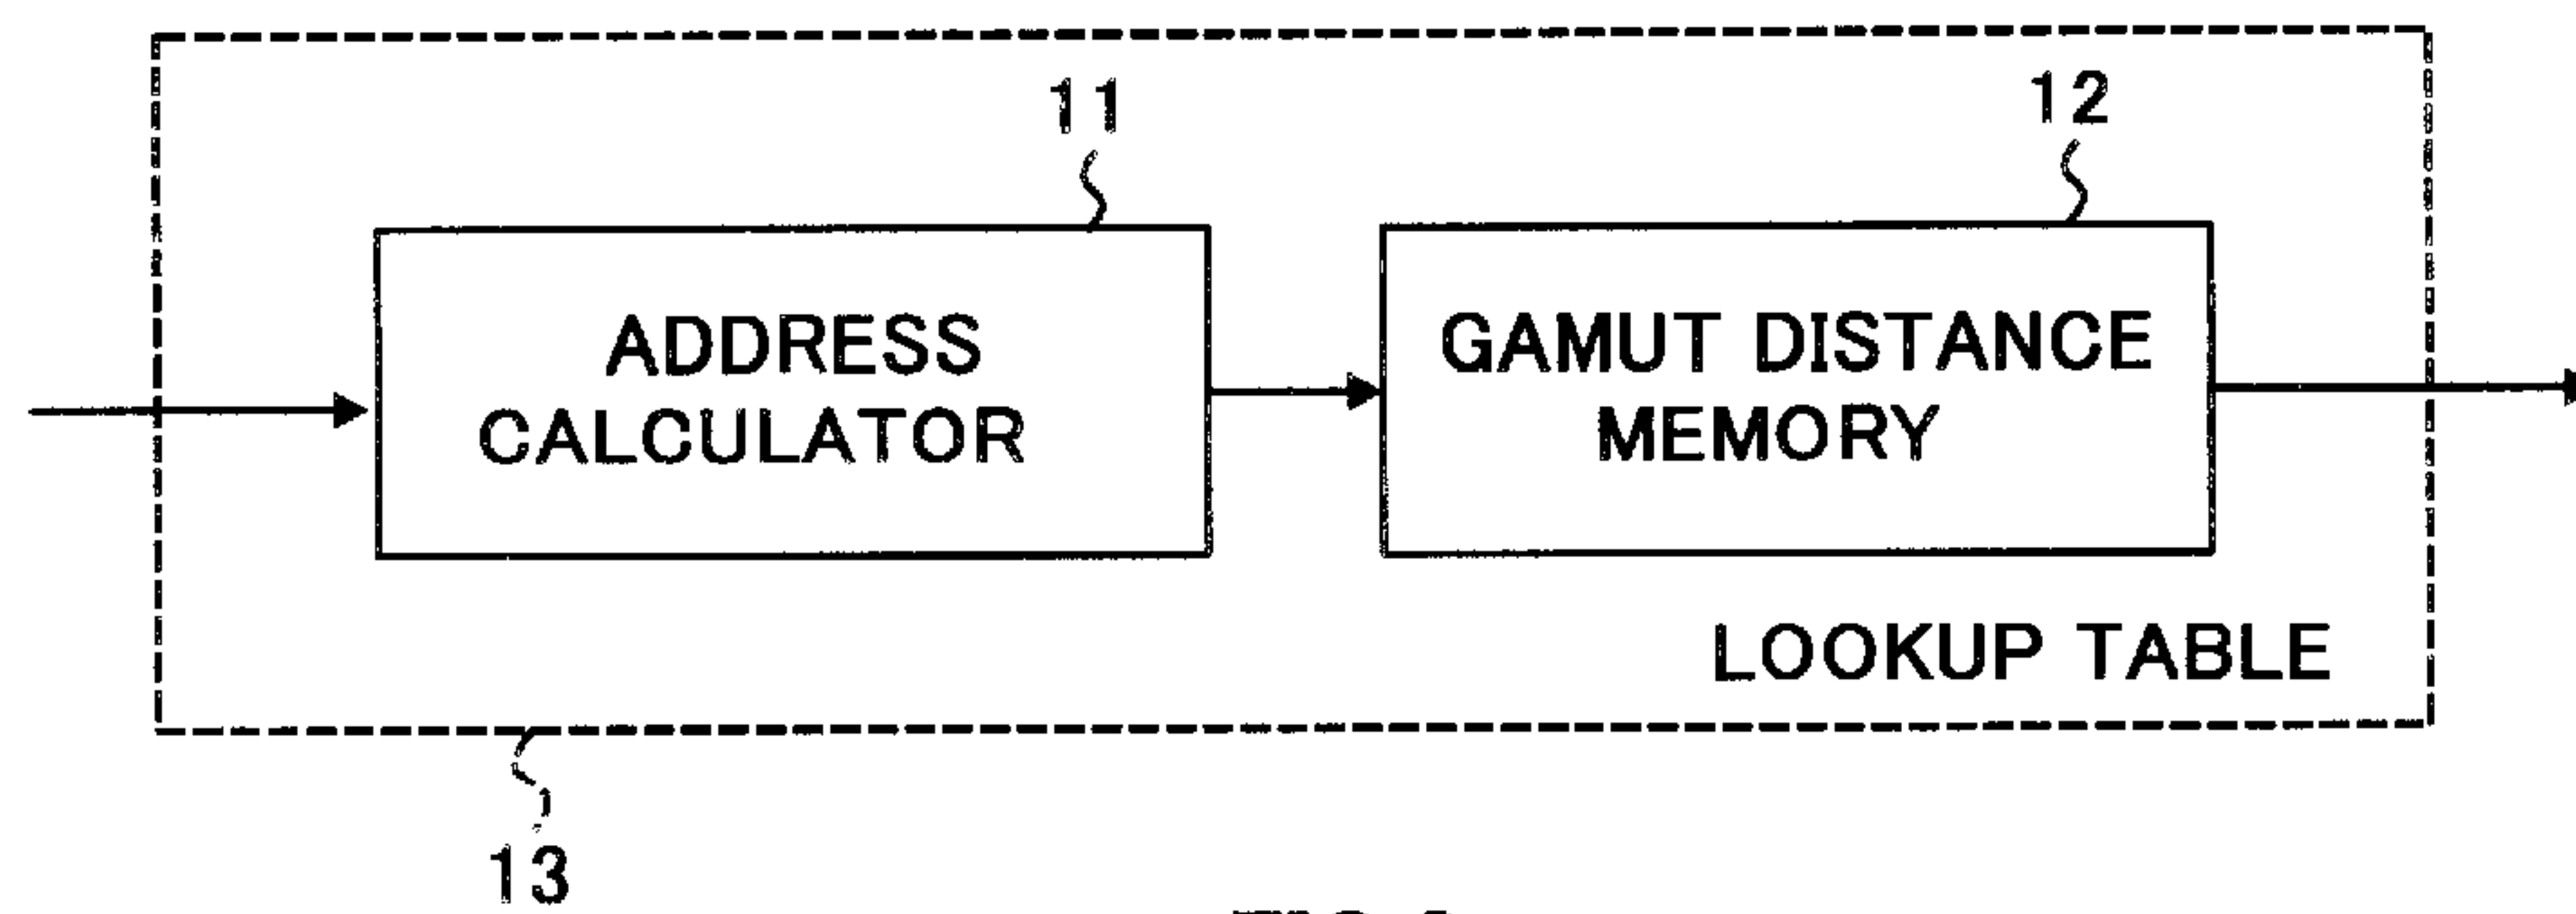 11
12
ADDRESS
CALCULATOR
GAMUT DISTANCE
MEMORY
LOOKUP TABLE
13